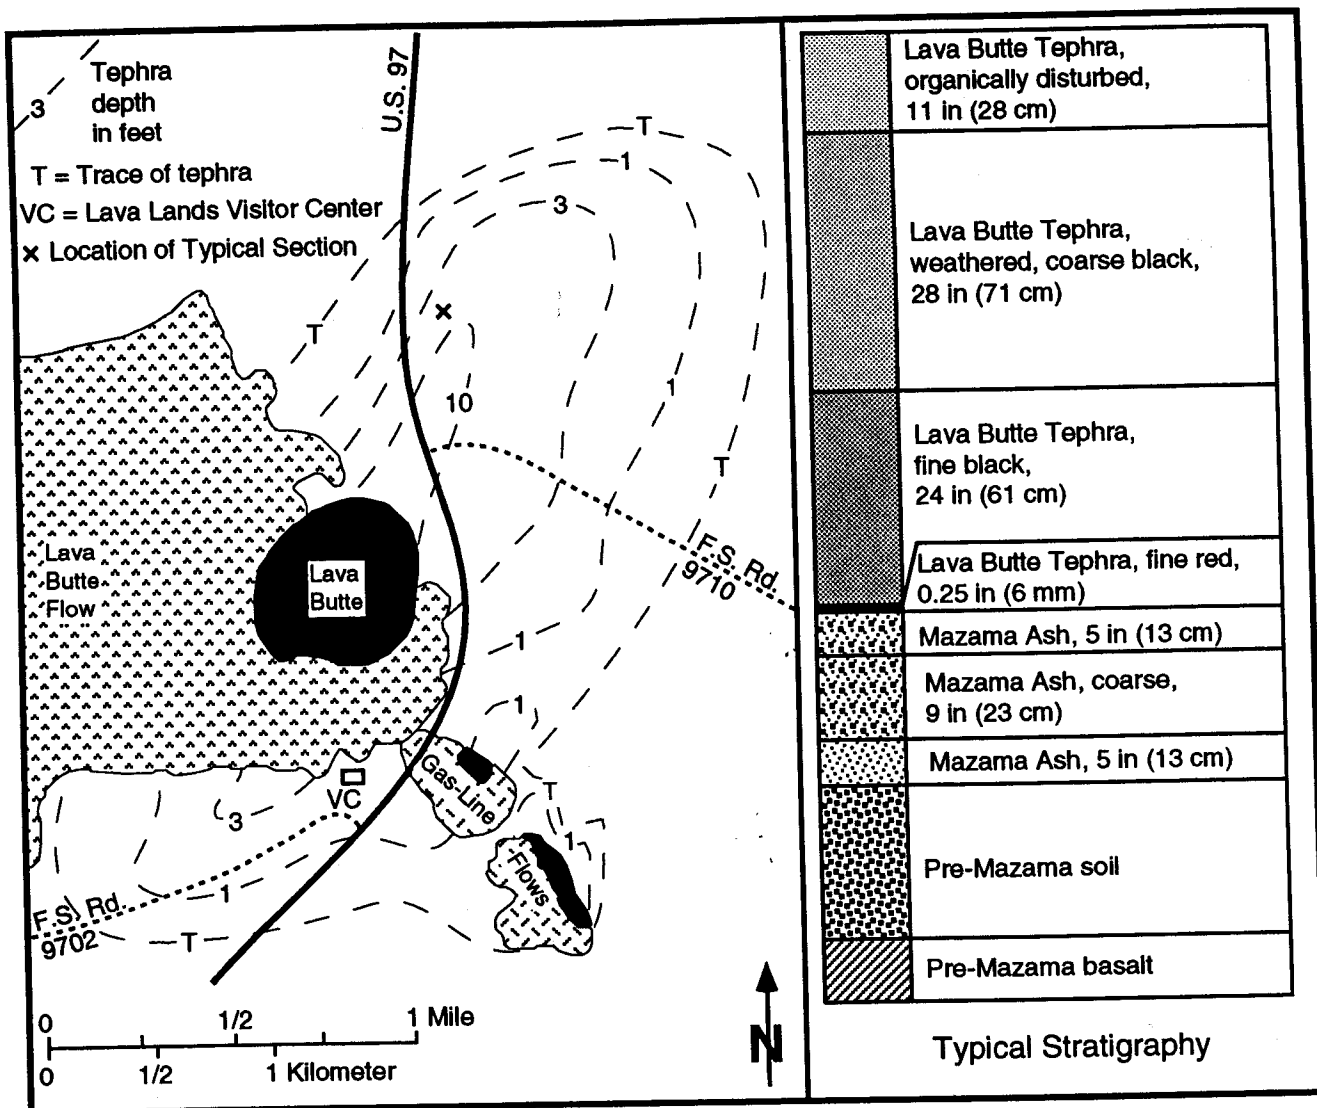 Tephra
depth
in feet
3
T = Trace of tephra
VC = Lava Lands Visitor Center
× Location of Typical Section
U.S. 97
T
1
3
T
10
1
T
F.S. Rd.
9710
Lava
Butte
Flow
Lava
Butte
1
1
Gas-Line
VC
3
T
1
Flows
1
F.S. Rd.
9702
T
0 1/2 1 Mile
0 1/2 1 Kilometer
N
Lava Butte Tephra,
organically disturbed,
11 in (28 cm)
Lava Butte Tephra,
weathered, coarse black,
28 in (71 cm)
Lava Butte Tephra,
fine black,
24 in (61 cm)
Lava Butte Tephra, fine red,
0.25 in (6 mm)
Mazama Ash, 5 in (13 cm)
Mazama Ash, coarse,
9 in (23 cm)
Mazama Ash, 5 in (13 cm)
Pre-Mazama soil
Pre-Mazama basalt
Typical Stratigraphy